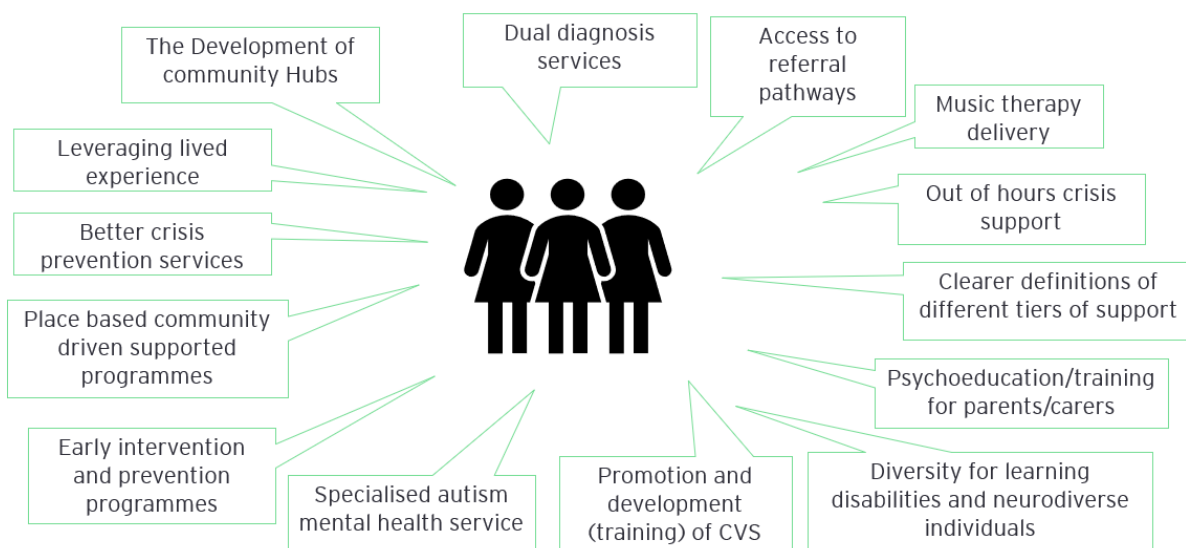 The Development of
community Hubs
Dual diagnosis
services
Access to
referral
pathways
Music therapy
delivery
Leveraging lived
experience
Out of hours crisis
support
Better crisis
prevention services
Clearer definitions of
different tiers of support
Place based community
driven supported
programmes
Psychoeducation/training
for parents/carers
Early intervention
and prevention
programmes
Specialised autism
mental health service
Promotion and
development
(training) of CVS
Diversity for learning
disabilities and neurodiverse
individuals